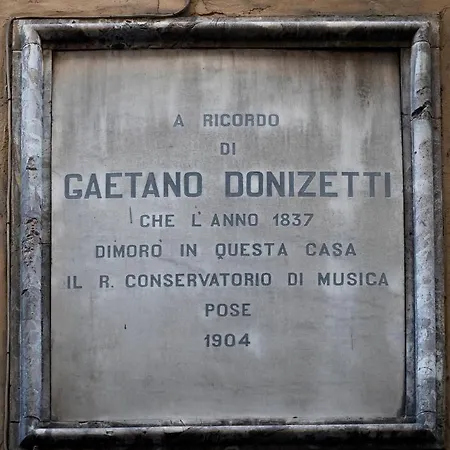 A RICORDO
DI
GAETANO DONIZETTI
CHE L'ANNO 1837
DIMORÒ IN QUESTA CASA
IL R. CONSERVATORIO DI MUSICA
POSE
1904